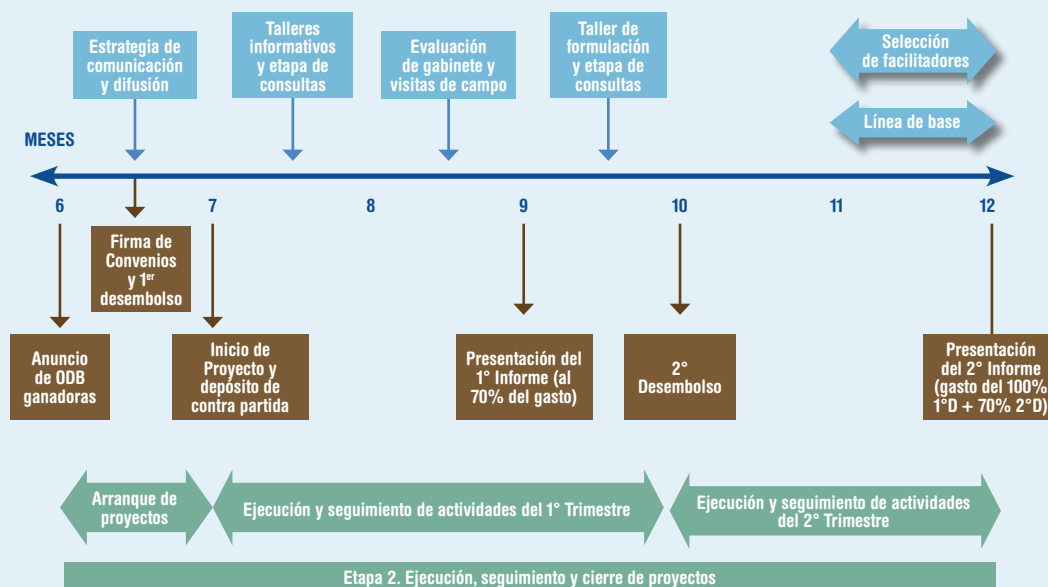 Estrategia de
comunicación
y difusión
Talleres
informativos
y etapa de
consultas
Evaluación
de gabinete y
visitas de campo
Taller de
formulación
y etapa de
consultas
Selección
de facilitadores
Línea de base
MESES
6
7
8
9
10
11
12
Firma de
Convenios
y 1er
desembolso
Anuncio
de ODB
ganadoras
Inicio de
Proyecto y
depósito de
contra partida
Presentación del
1° Informe (al
70% del gasto)
2°
Desembolso
Presentación
del 2° Informe
(gasto del 100%
1°D + 70% 2°D)
Arranque de
proyectos
Ejecución y seguimiento de actividades del 1° Trimestre
Ejecución y seguimiento de actividades
del 2° Trimestre
Etapa 2. Ejecución, seguimiento y cierre de proyectos